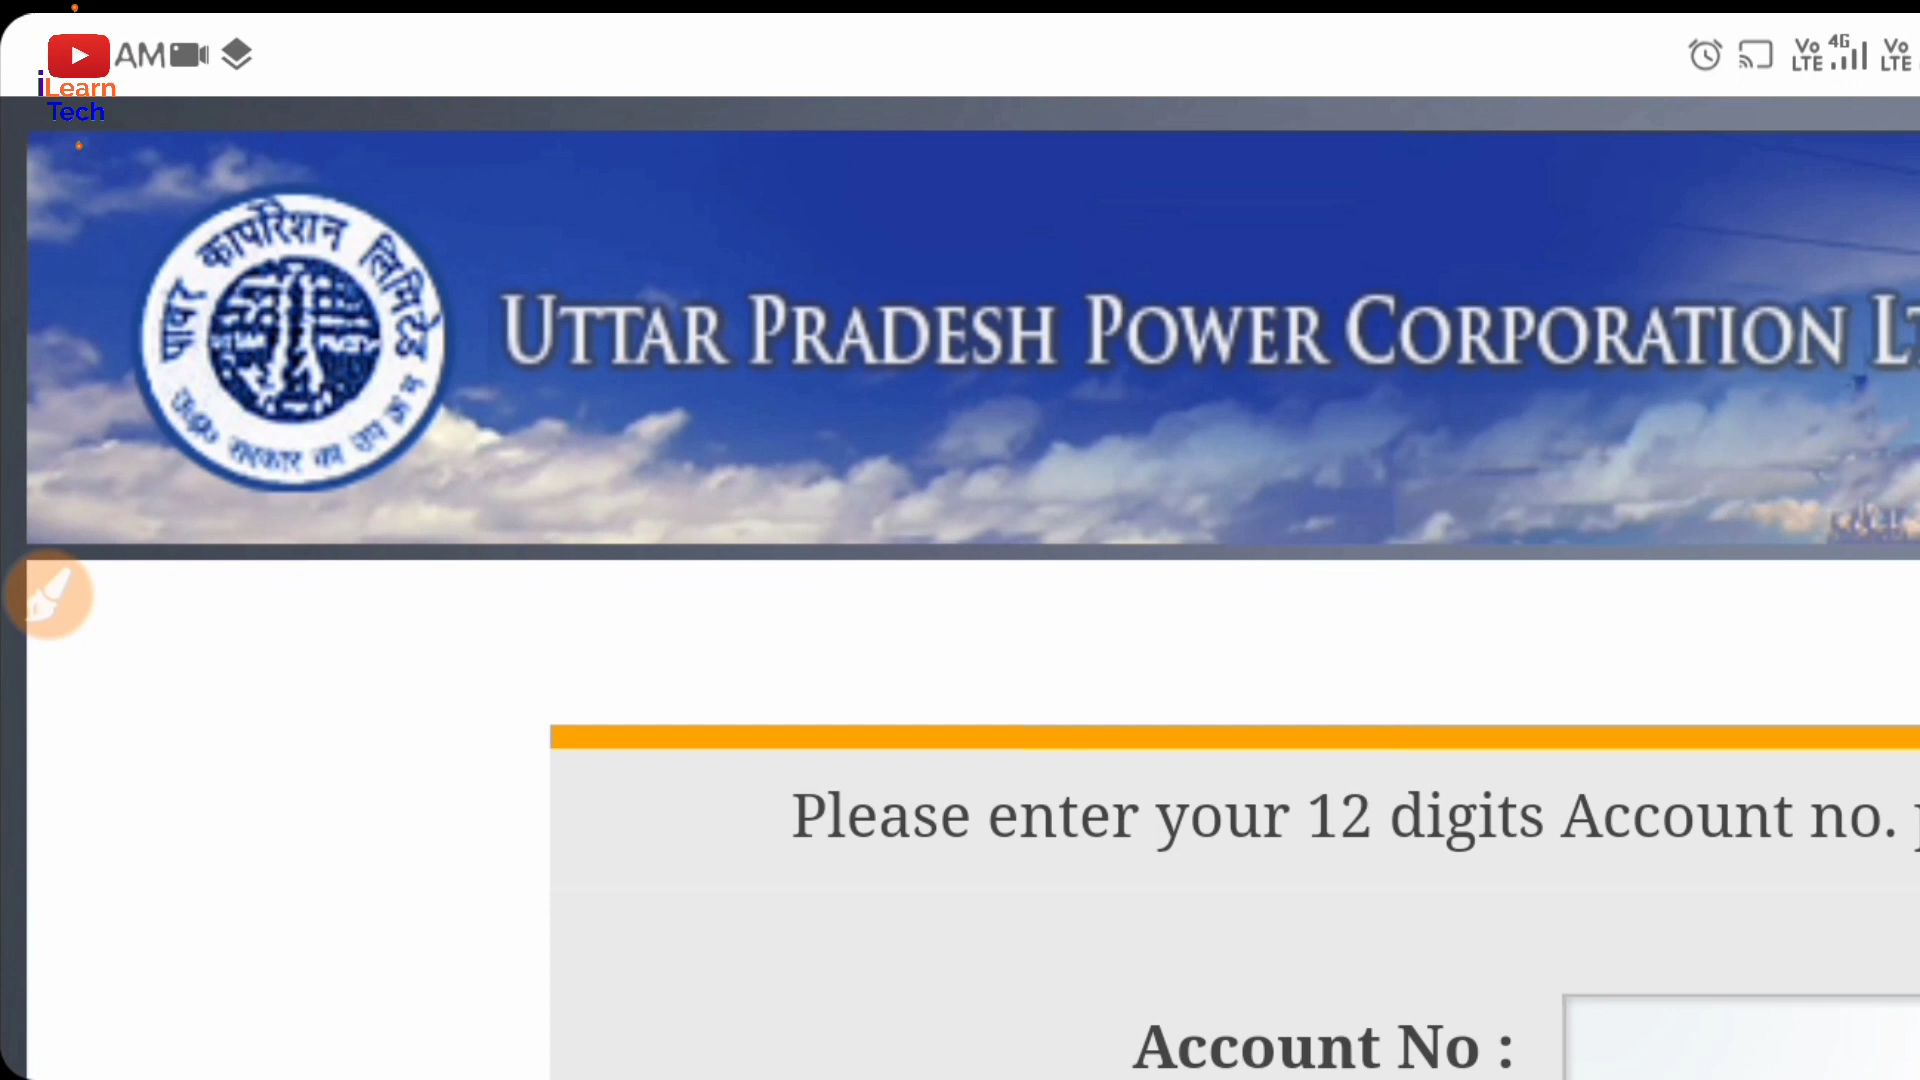 AM
iLearn
Tech
4G
Vo
LTE
Vo
LTE
पावर कार्पोरेशन लिमिटेड
UTTAR PRADESH POWER CORPORATION LT
Please enter your 12 digits Account no.
Account No :